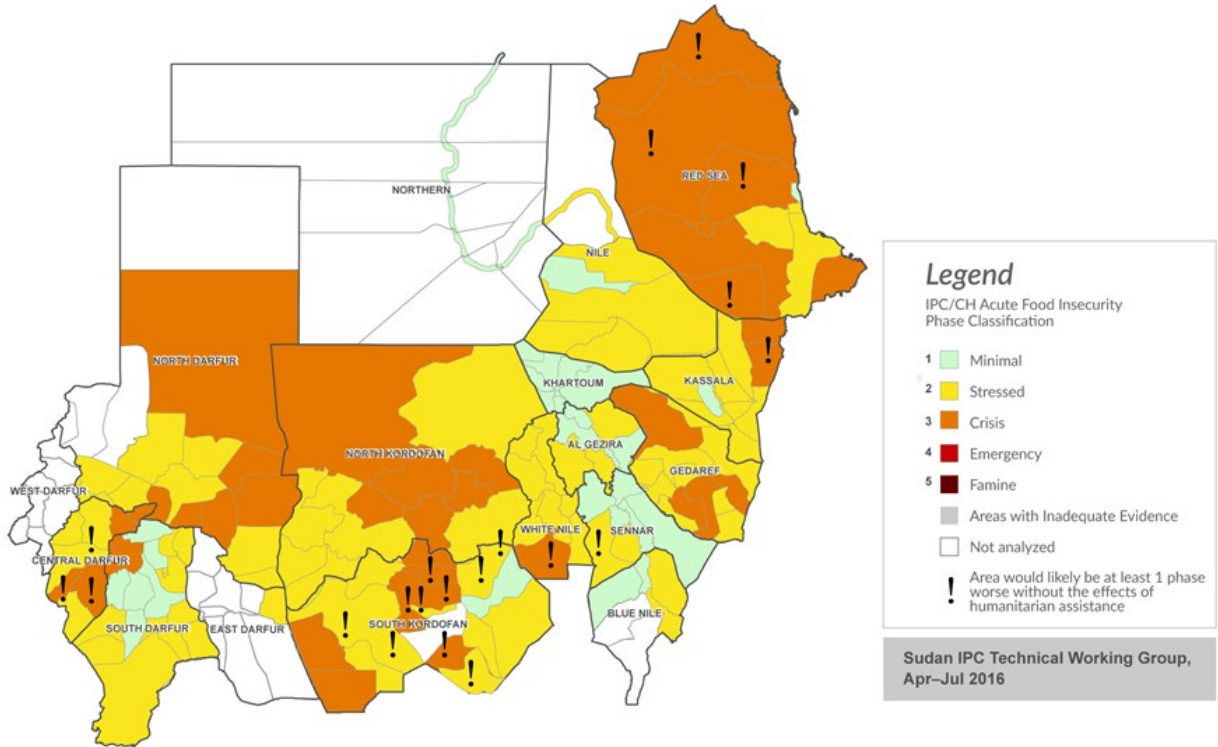 NORTHERN
RED SEA
NILE
NORTH DARFUR
KHARTOUM
KASSALA
NORTH KORDOFAN
AL GEZIRA
GEDAREF
WEST DARFUR
WHITE NILE
SENNAR
CENTRAL DARFUR
SOUTH DARFUR
EAST DARFUR
SOUTH KORDOFAN
BLUE NILE
Legend
IPC/CH Acute Food Insecurity
Phase Classification
1 Minimal
2 Stressed
3 Crisis
4 Emergency
5 Famine
Areas with Inadequate Evidence
Not analyzed
! Area would likely be at least 1 phase
worse without the effects of
humanitarian assistance
Sudan IPC Technical Working Group,
Apr–Jul 2016